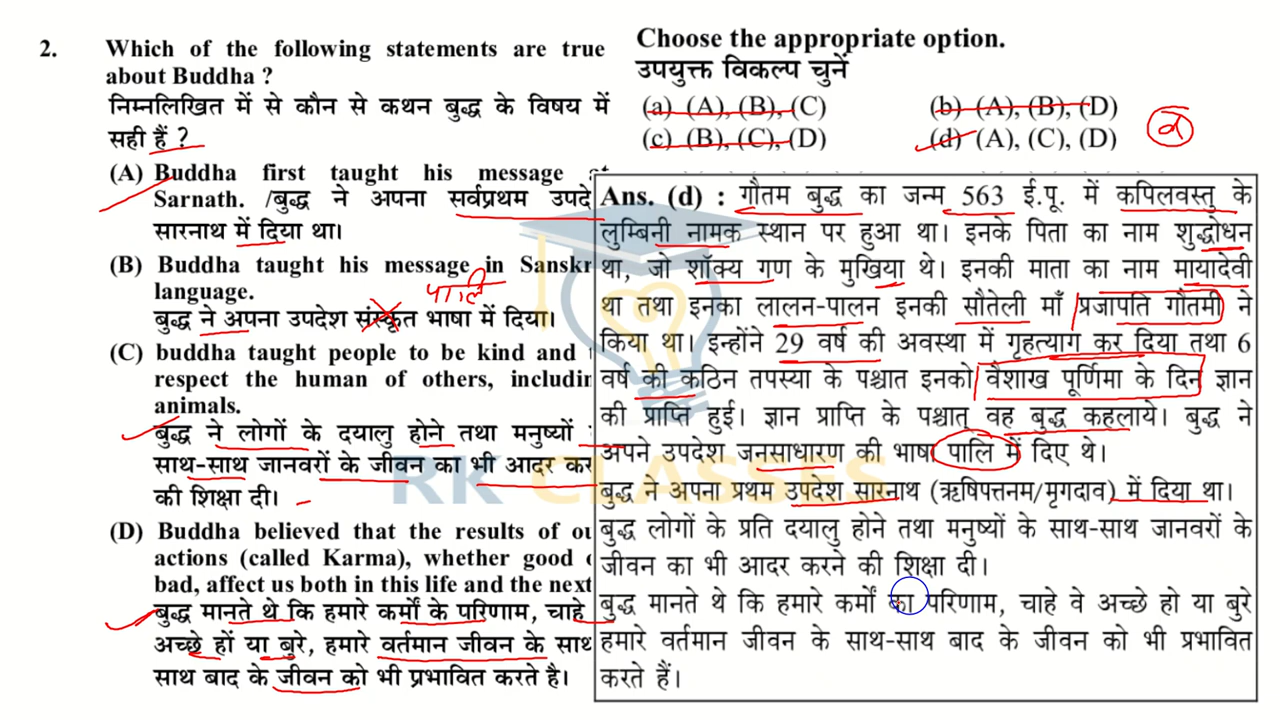 2. Which of the following statements are true
about Buddha ?
निम्नलिखित में से कौन से कथन बुद्ध के विषय में
सही हैं ?
(A) Buddha first taught his message
Sarnath. /बुद्ध ने अपना सर्वप्रथम उपदे
सारनाथ में दिया था।
(B) Buddha taught his message in Sanskr
language.
पालि
बुद्ध ने अपना उपदेश संस्कृत भाषा में दिया।
(C) buddha taught people to be kind and
respect the human of others, includin
animals.
बुद्ध ने लोगों के दयालु होने तथा मनुष्यों
साथ-साथ जानवरों के जीवन का भी आदर कर
की शिक्षा दी।
(D) Buddha believed that the results of ou
actions (called Karma), whether good
bad, affect us both in this life and the next
बुद्ध मानते थे कि हमारे कर्मों के परिणाम, चाहे
अच्छे हों या बुरे, हमारे वर्तमान जीवन के साथ
साथ बाद के जीवन को भी प्रभावित करते है।
Choose the appropriate option.
उपयुक्त विकल्प चुनें
(a) (A), (B), (C) (b) (A), (B), (D)
(c) (B), (C), (D) (d) (A), (C), (D)
d
Ans. (d) : गौतम बुद्ध का जन्म 563 ई.पू. में कपिलवस्तु के
लुम्बिनी नामक स्थान पर हुआ था। इनके पिता का नाम शुद्धोधन
था, जो शॉक्य गण के मुखिया थे। इनकी माता का नाम मायादेवी
था तथा इनका लालन-पालन इनकी सौतेली माँ प्रजापति गौतमी ने
किया था। इन्होंने 29 वर्ष की अवस्था में गृहत्याग कर दिया तथा 6
वर्ष की कठिन तपस्या के पश्चात इनको वैशाख पूर्णिमा के दिन ज्ञान
की प्राप्ति हुई। ज्ञान प्राप्ति के पश्चात् वह बुद्ध कहलाये। बुद्ध ने
अपने उपदेश जनसाधारण की भाषा पालि में दिए थे।
बुद्ध ने अपना प्रथम उपदेश सारनाथ (ऋषिपत्तनम/मृगदाव) में दिया था।
बुद्ध लोगों के प्रति दयालु होने तथा मनुष्यों के साथ-साथ जानवरों के
जीवन का भी आदर करने की शिक्षा दी।
बुद्ध मानते थे कि हमारे कर्मों का परिणाम, चाहे वे अच्छे हो या बुरे
हमारे वर्तमान जीवन के साथ-साथ बाद के जीवन को भी प्रभावित
करते हैं।
RK CLASSES